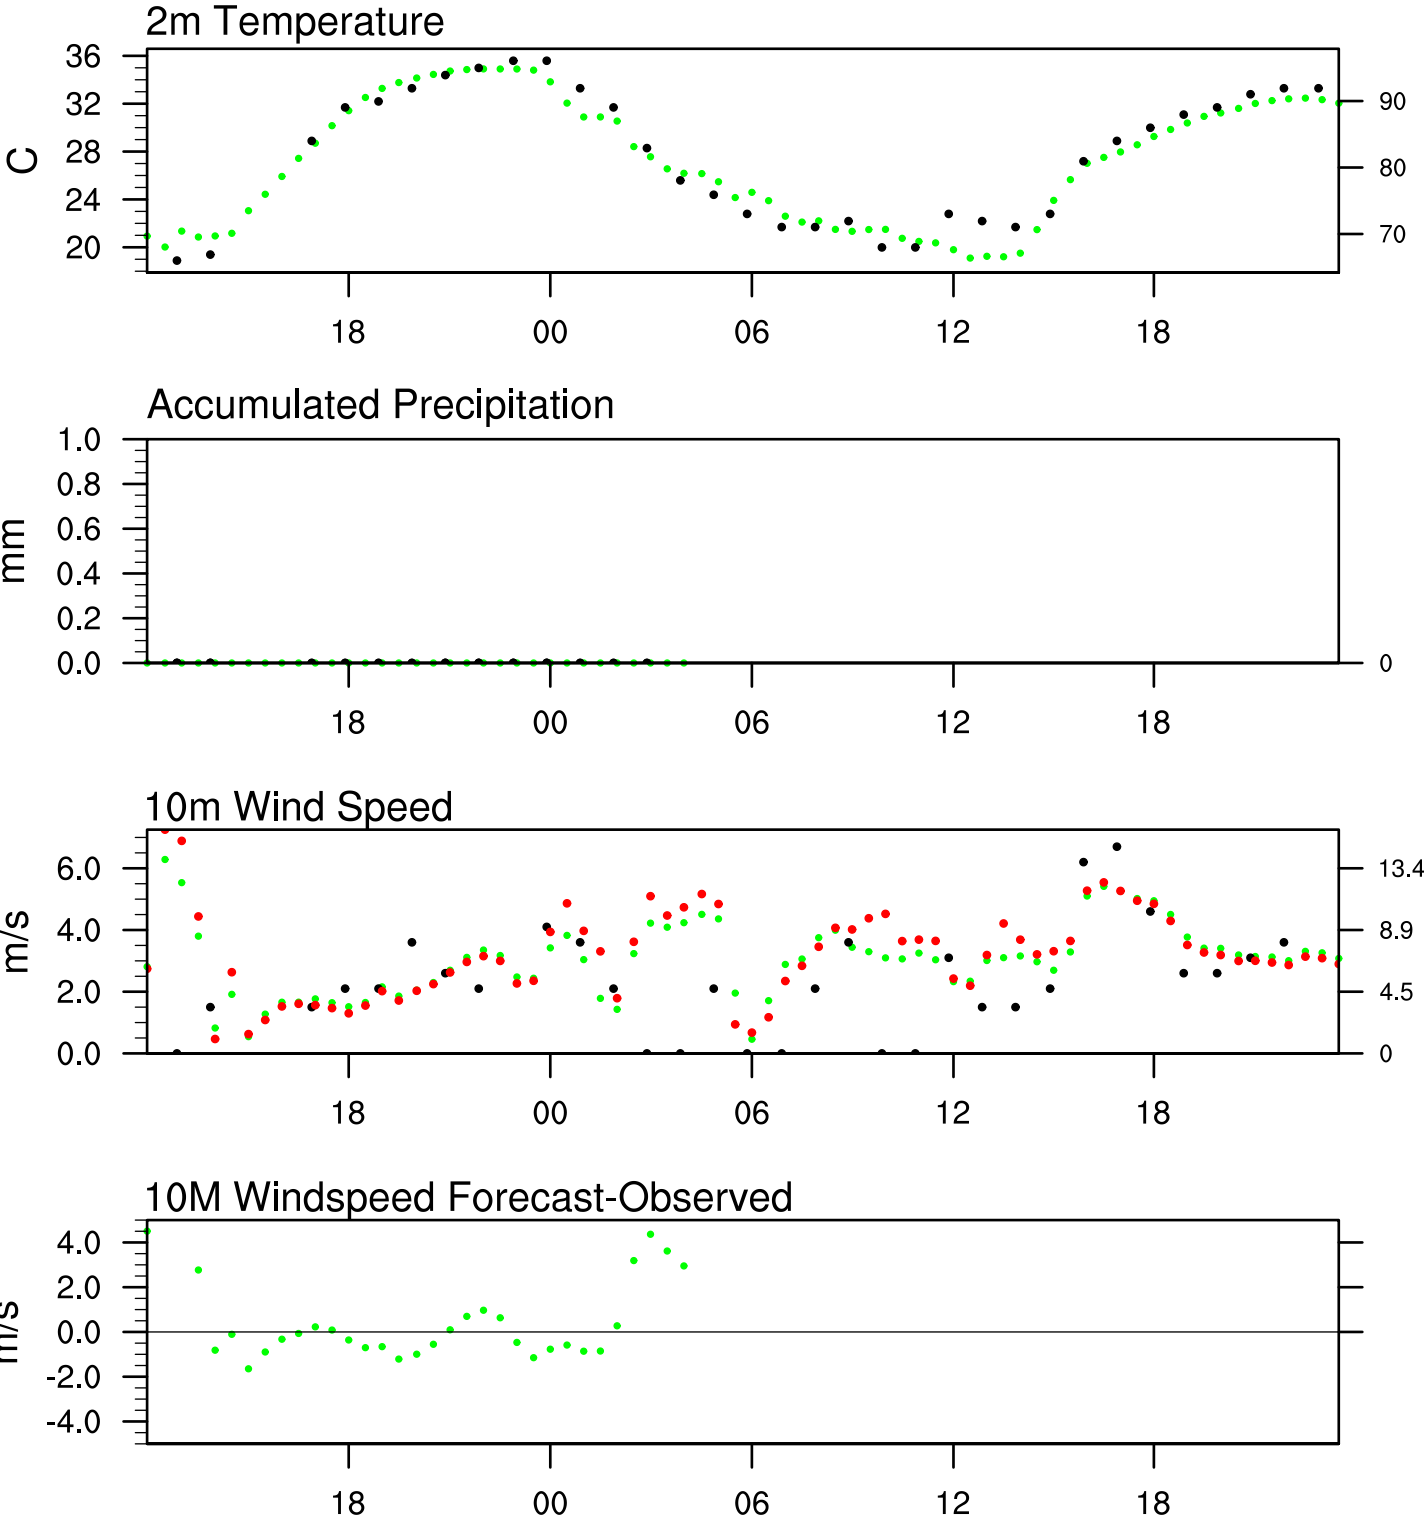 2m Temperature
36
32
28
24
20
C
90
80
70
18 00 06 12 18
Accumulated Precipitation
1.0
0.8
0.6
0.4
0.2
0.0
mm
0
18 00 06 12 18
10m Wind Speed
6.0
4.0
2.0
0.0
m/s
13.4
8.9
4.5
0
18 00 06 12 18
10M Windspeed Forecast-Observed
4.0
2.0
0.0
-2.0
-4.0
m/s
18 00 06 12 18